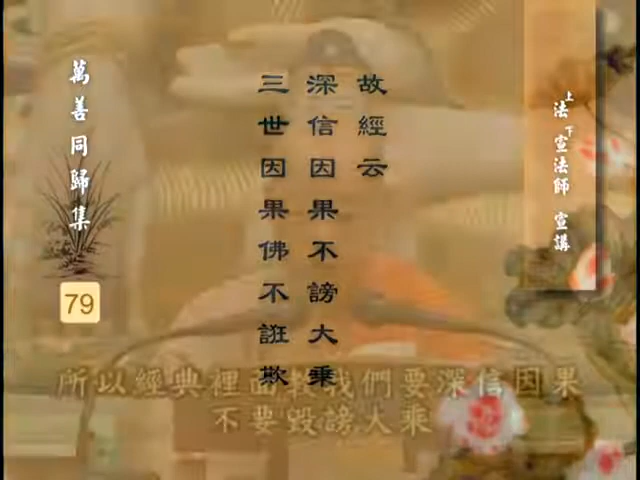 故經云
深信因果不謗大乘
三世因果佛不誑欺
萬善同歸集
79
上法下宣法師 宣講
所以經典裡面教我們要深信因果
不要毀謗大乘